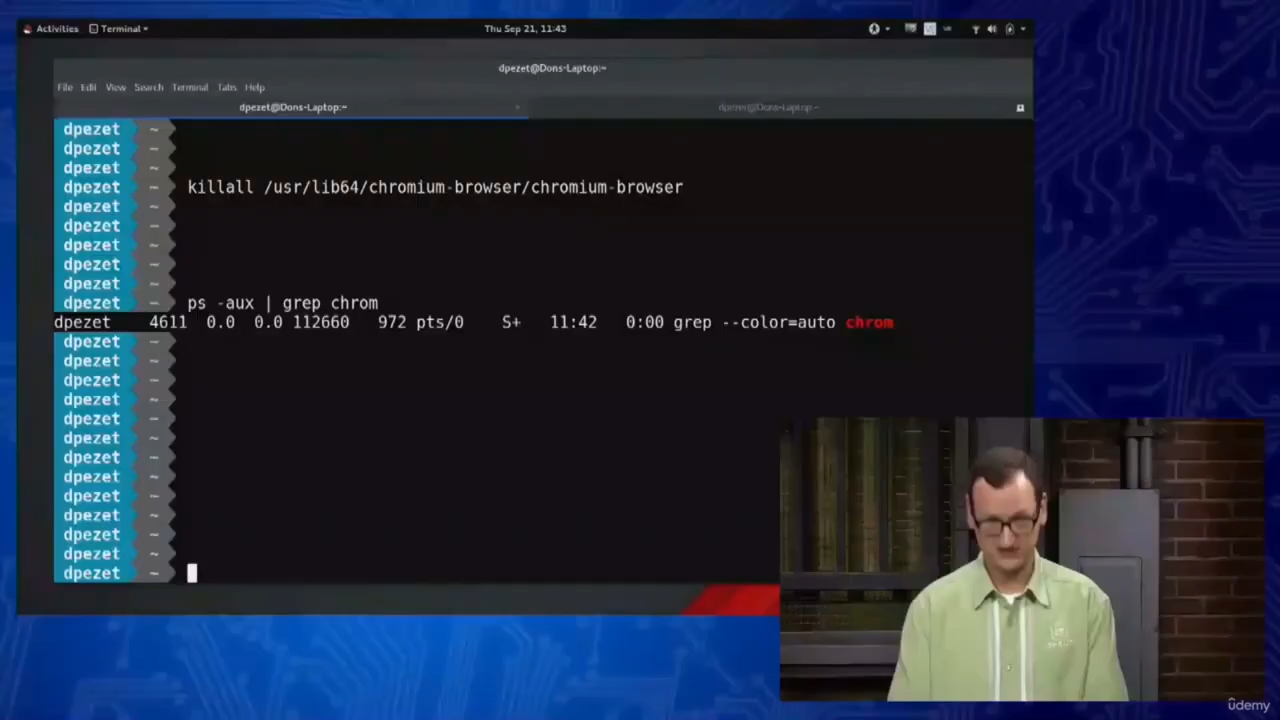 Activities Terminal Thu Sep 21, 11:43
dpezet@Dons-Laptop:~
File Edit View Search Terminal Tabs Help
dpezet@Dons-Laptop:~ × dpezet@Dons-Laptop:~
dpezet ~
dpezet ~
dpezet ~
dpezet ~ killall /usr/lib64/chromium-browser/chromium-browser
dpezet ~
dpezet ~
dpezet ~
dpezet ~
dpezet ~
dpezet ~ ps -aux | grep chrom
dpezet 4611 0.0 0.0 112660 972 pts/0 S+ 11:42 0:00 grep --color=auto chrom
dpezet ~
dpezet ~
dpezet ~
dpezet ~
dpezet ~
dpezet ~
dpezet ~
dpezet ~
dpezet ~
dpezet ~
dpezet ~
dpezet ~
dpezet ~
ûdemy